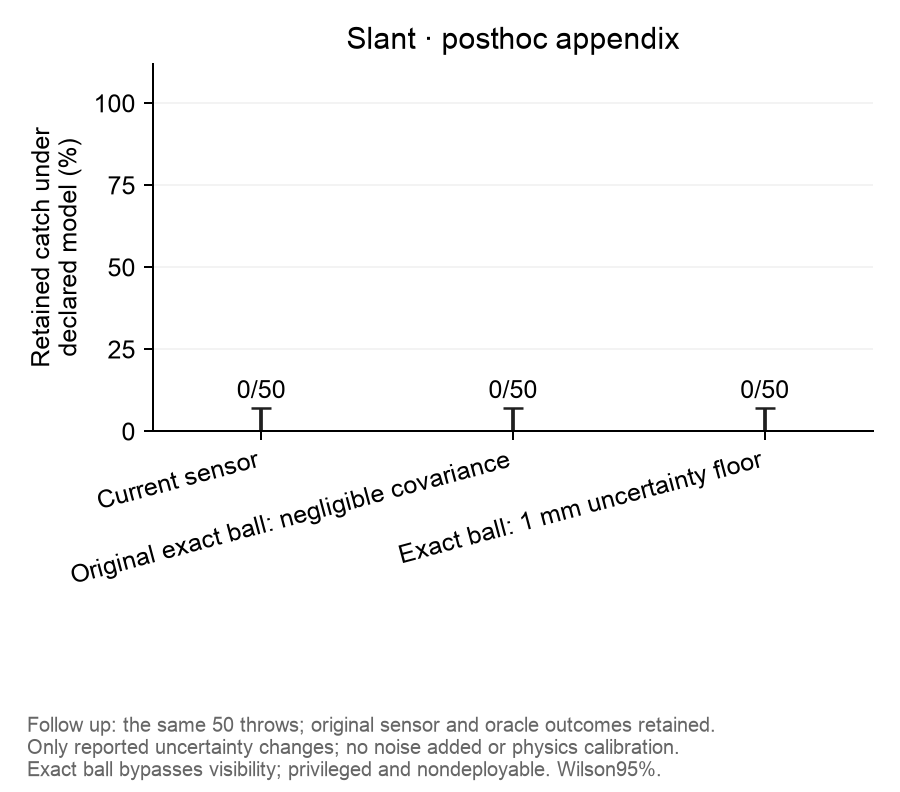 Slant · posthoc appendix
Retained catch under
declared model (%)
100
75
50
25
0
0/50
0/50
0/50
Current sensor
Original exact ball: negligible covariance
Exact ball: 1 mm uncertainty floor
Follow up: the same 50 throws; original sensor and oracle outcomes retained.
Only reported uncertainty changes; no noise added or physics calibration.
Exact ball bypasses visibility; privileged and nondeployable. Wilson95%.